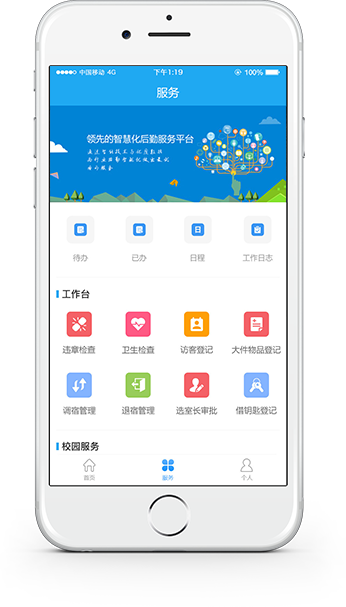 中国移动 4G 下午1:19 100%
服务
领先的智慧化后勤服务平台
待办 已办 日程 工作日志
工作台
违章检查 卫生检查 访客登记 大件物品登记
调宿管理 退宿管理 选室长审批 借钥匙登记
校园服务
首页 服务 个人